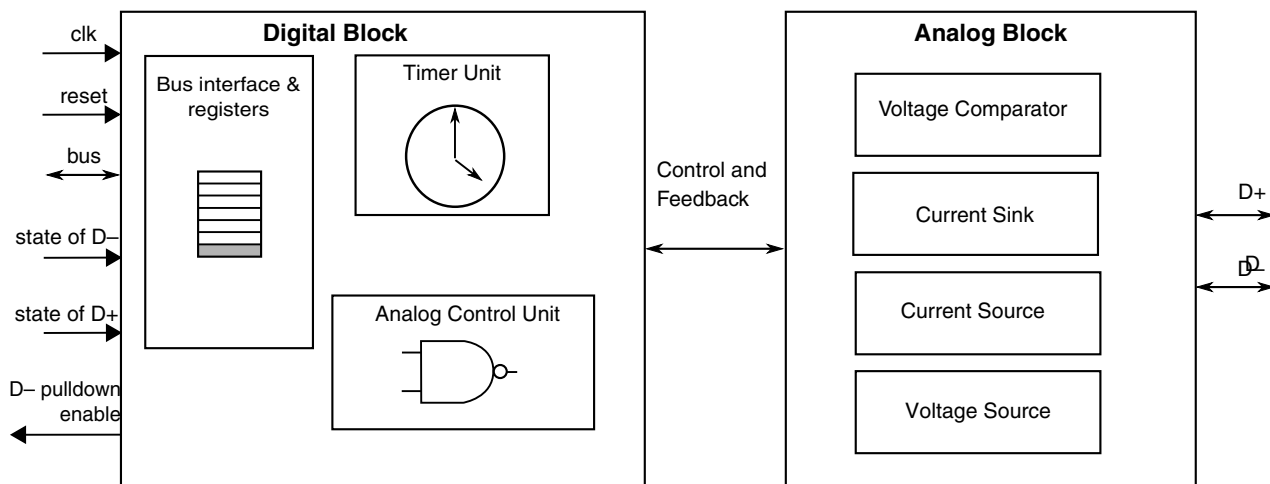 clk
reset
bus
state of D–
state of D+
D– pulldown
enable
Digital Block
Bus interface &
registers
Timer Unit
Analog Control Unit
Control and
Feedback
Analog Block
Voltage Comparator
Current Sink
Current Source
Voltage Source
D+
D
D–